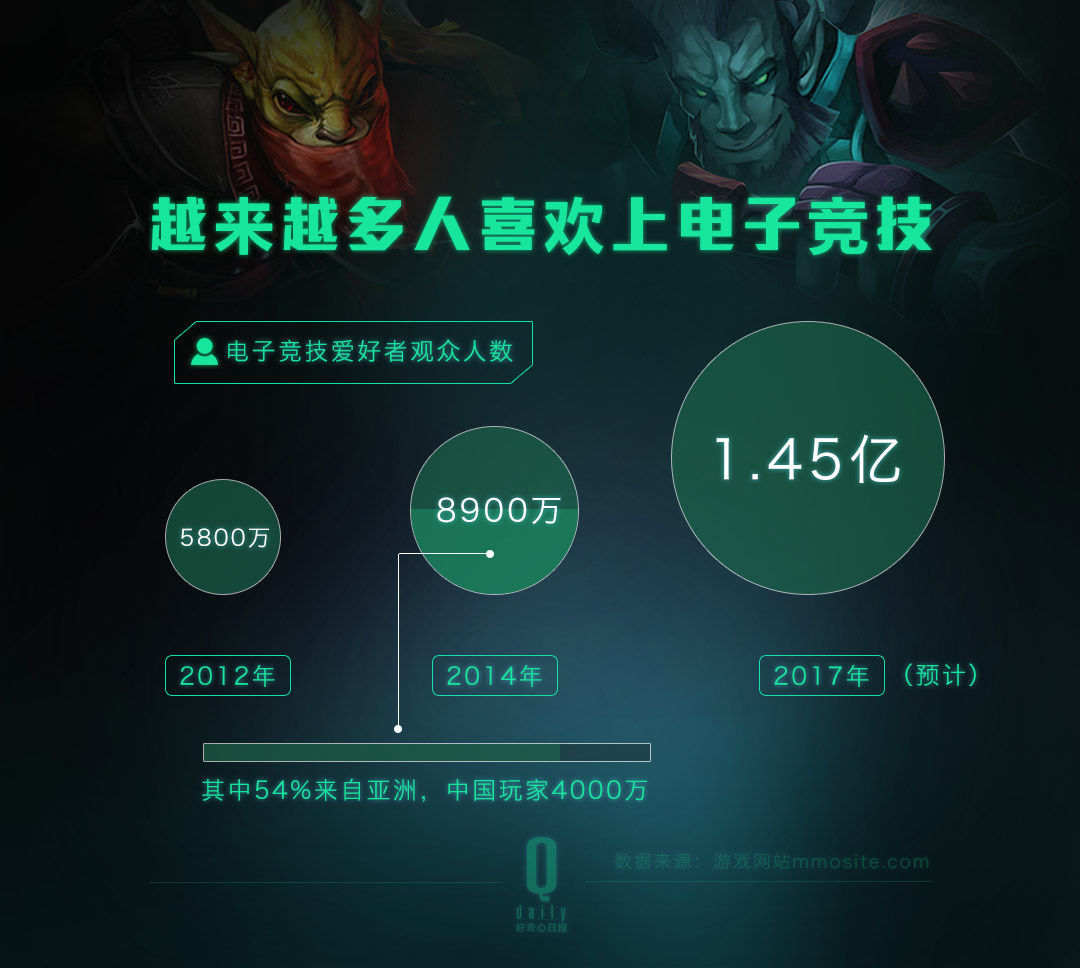 越来越多人喜欢上电子竞技
电子竞技爱好者观众人数
5800万
8900万
1.45亿
2012年
2014年
2017年 （预计）
其中54%来自亚洲，中国玩家4000万
数据来源：游戏网站mmosite.com
Q
daily
好奇心日报